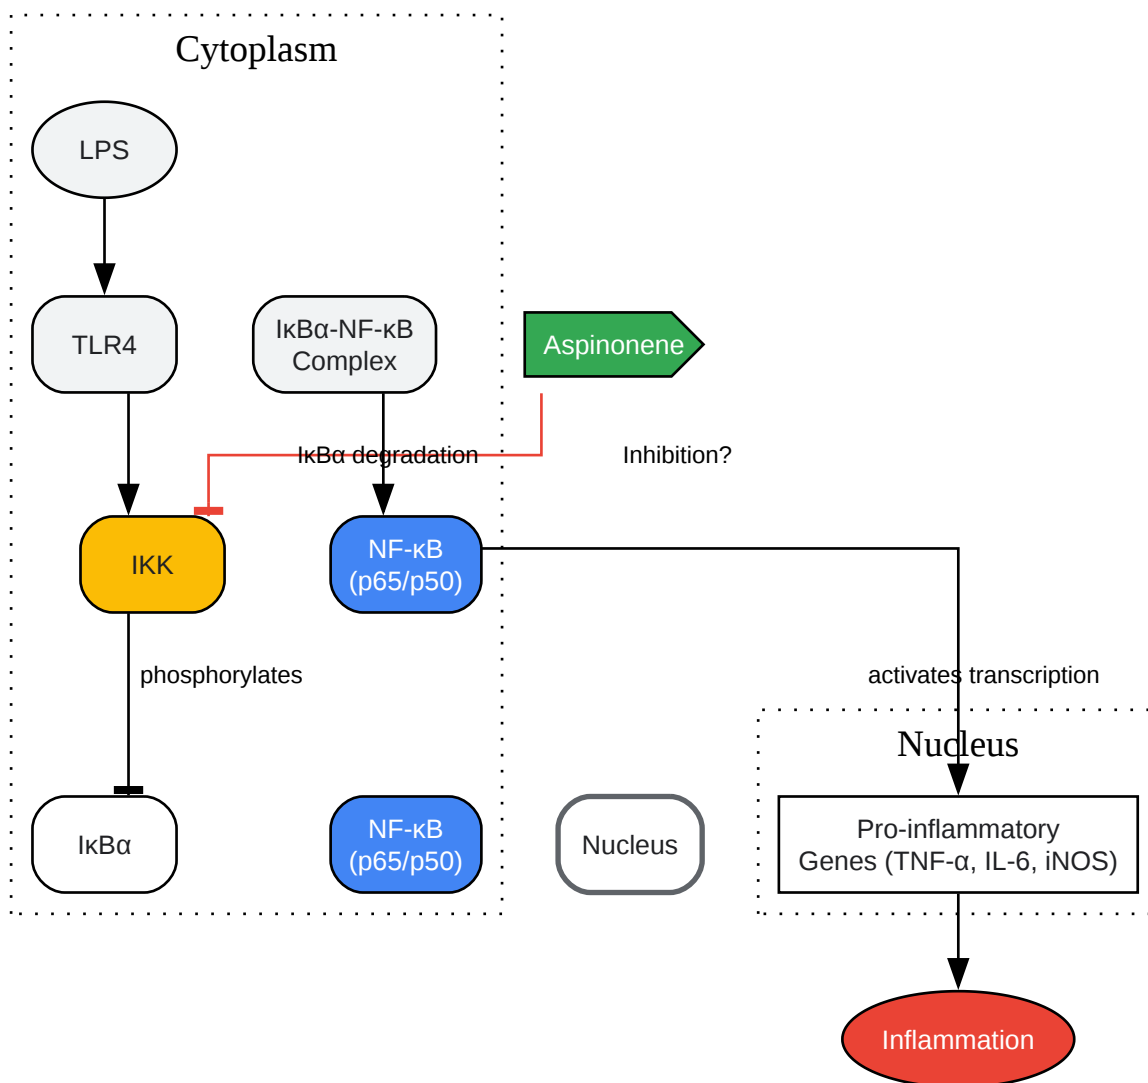 Cytoplasm
LPS
TLR4
IκBα-NF-κB
Complex
Aspinonene
IκBα degradation
Inhibition?
IKK
NF-κB
(p65/p50)
phosphorylates
activates transcription
Nucleus
IκBα
NF-κB
(p65/p50)
Nucleus
Pro-inflammatory
Genes (TNF-α, IL-6, iNOS)
Inflammation